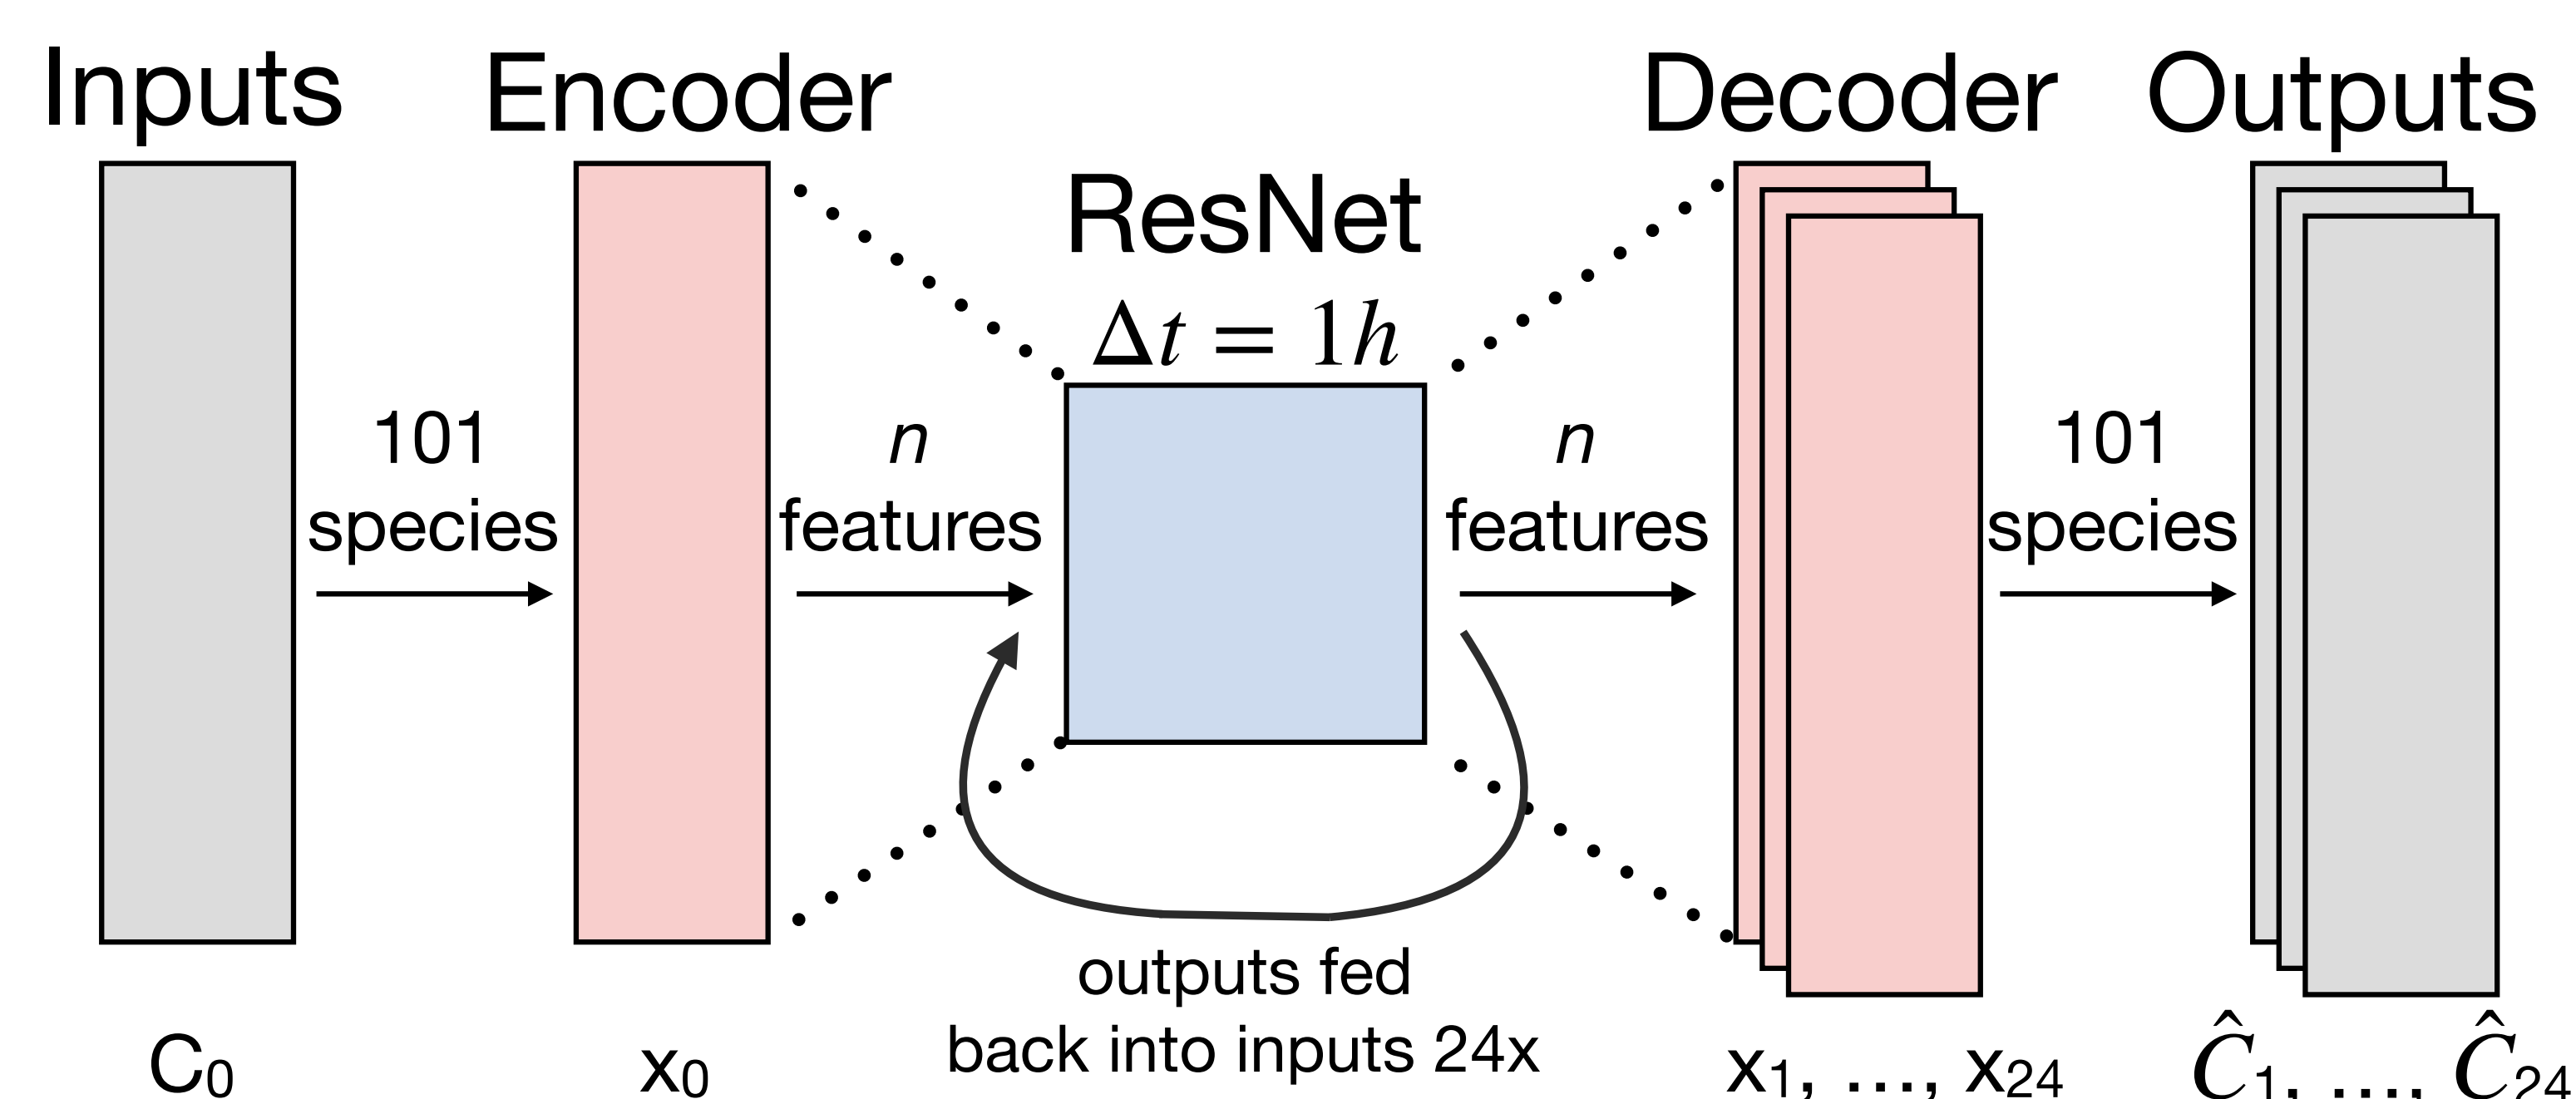 Inputs
Encoder
ResNet
Δt = 1h
Decoder
Outputs
101
species
n
features
n
features
101
species
outputs fed
back into inputs 24x
C₀
x₀
x₁, ..., x₂₄
Ĉ₁, ..., Ĉ₂₄